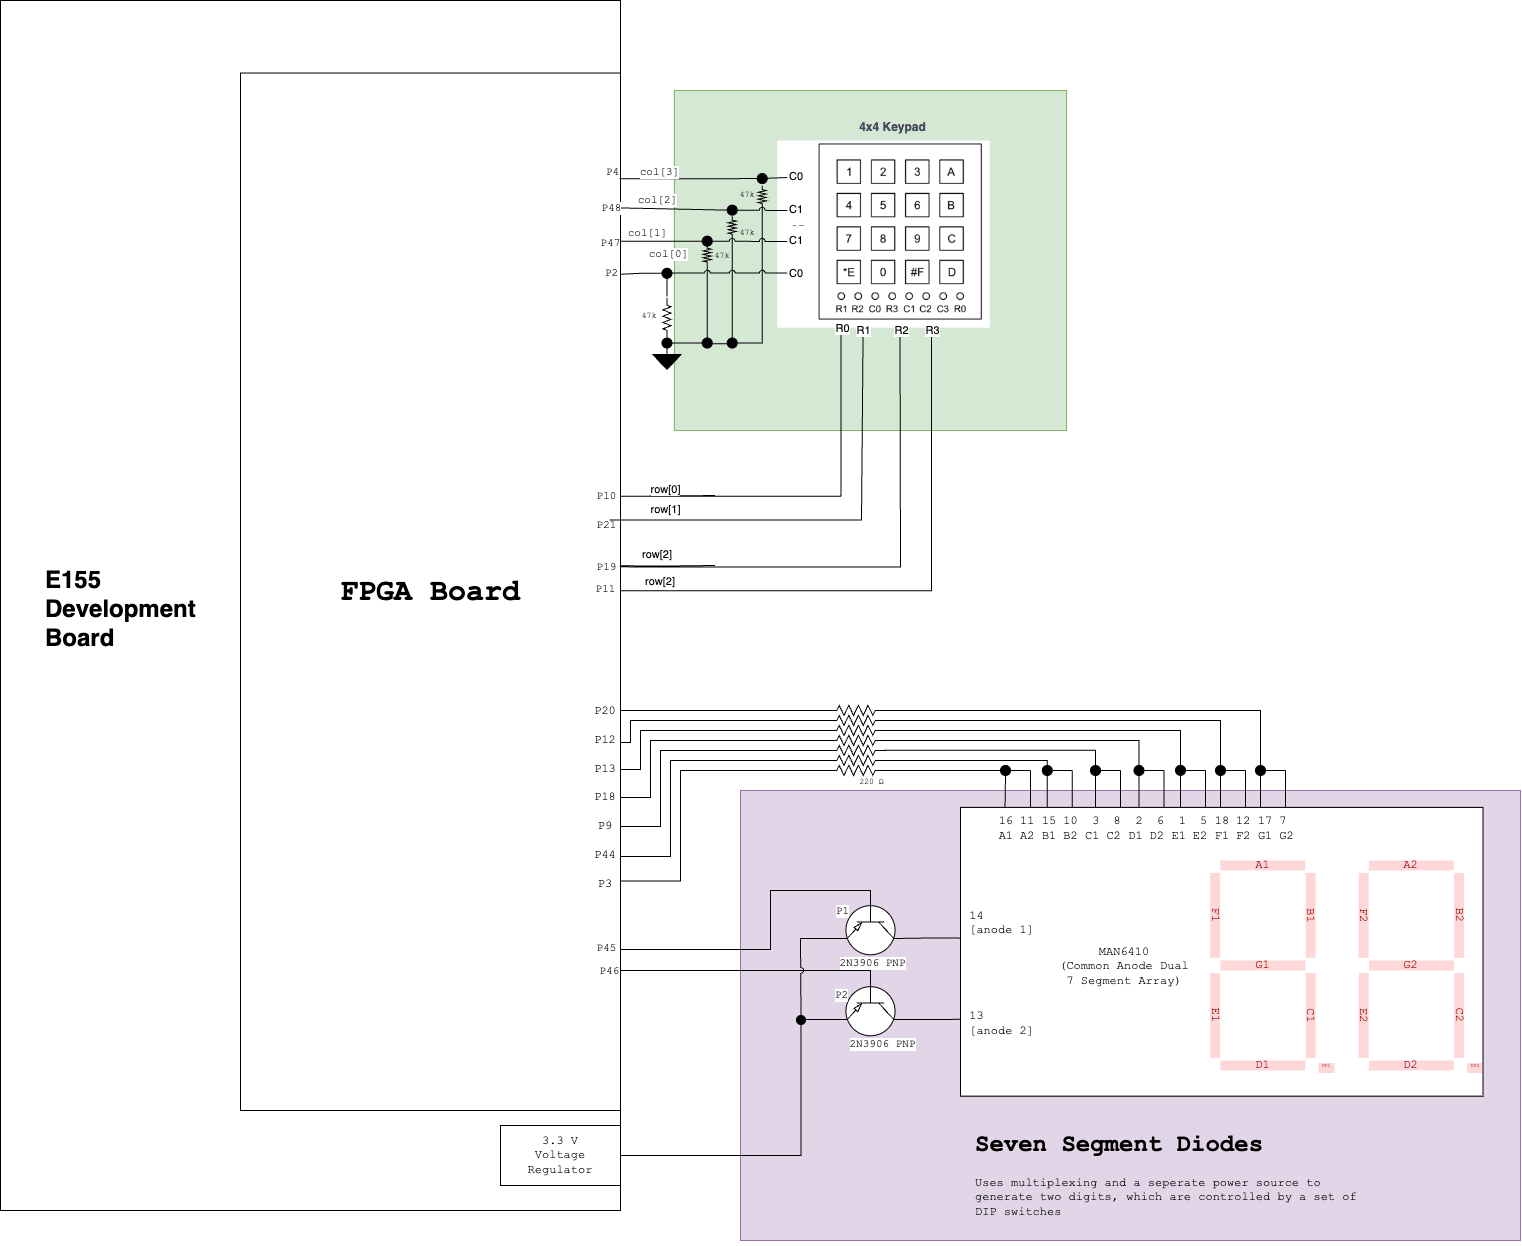 4x4 Keypad
P4
col[3]
47k
C0
P48
col[2]
47k
C1
P47
col[1]
47k
C1
P2
col[0]
C0
47k
1 2 3 A
4 5 6 B
7 8 9 C
*E 0 #F D
R1 R2 C0 R3 C1 C2 C3 R0
R0 R1 R2 R3
P10
row[0]
P21
row[1]
P19
row[2]
P11
row[2]
E155
Development
Board
FPGA Board
P20
P12
P13
P18
P9
P44
P3
220 Ω
16 11 15 10 3 8 2 6 1 5 18 12 17 7
A1 A2 B1 B2 C1 C2 D1 D2 E1 E2 F1 F2 G1 G2
A1
F1
B1
G1
E1
C1
D1
DP1
A2
F2
B2
G2
E2
C2
D2
DP2
P45
P46
P1
2N3906 PNP
P2
2N3906 PNP
14
[anode 1]
13
[anode 2]
MAN6410
(Common Anode Dual
7 Segment Array)
3.3 V
Voltage
Regulator
Seven Segment Diodes
Uses multiplexing and a seperate power source to
generate two digits, which are controlled by a set of
DIP switches